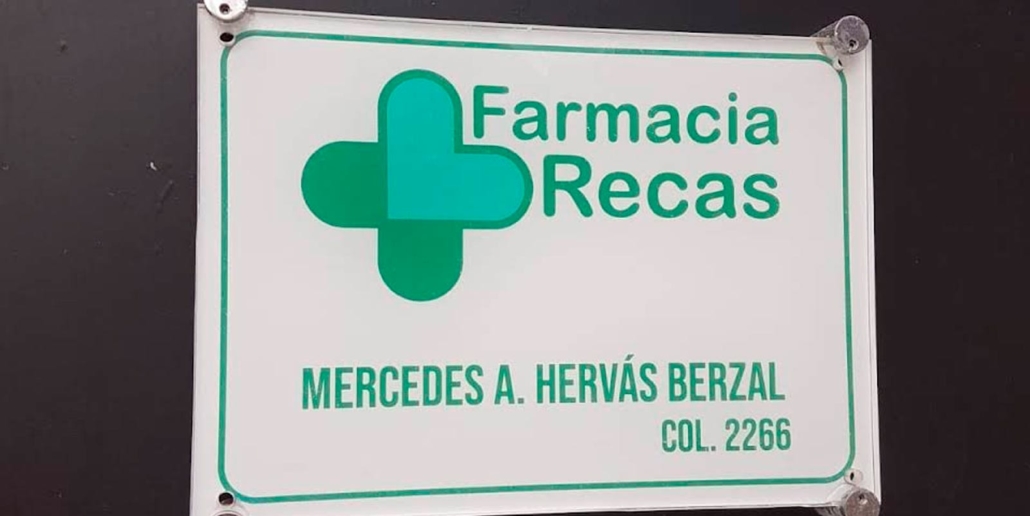 Farmacia
Recas
MERCEDES A. HERVÁS BERZAL
COL. 2266